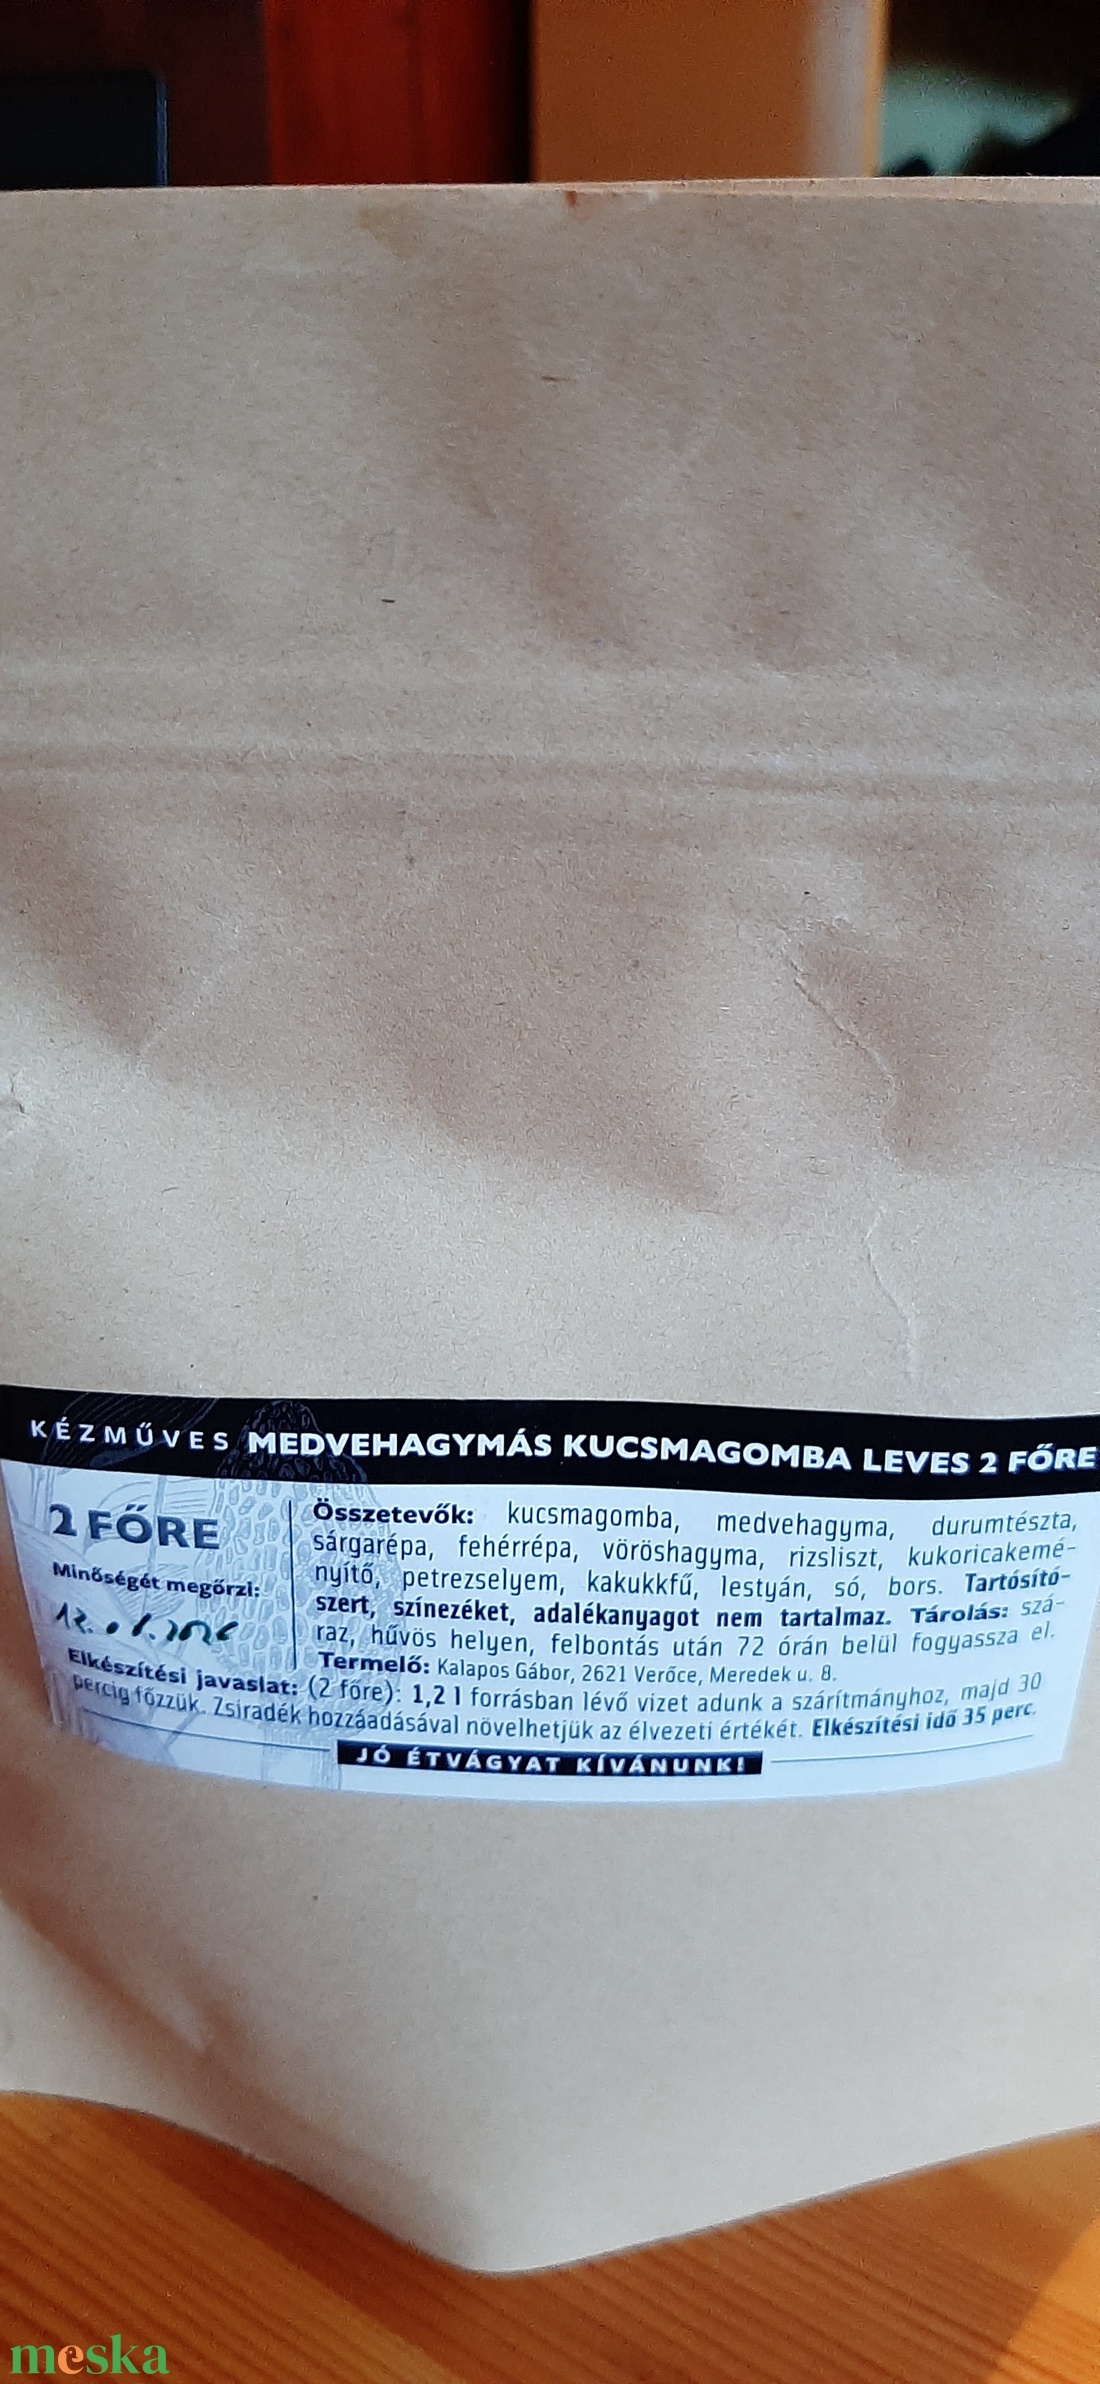 KÉZMŰVES MEDVEHAGYMÁS KUCSMAGOMBA LEVES 2 FŐRE
2 FŐRE
Minőségét megőrzi:
Összetevők: kucsmagomba, medvehagyma, durumtészta,
sárgarépa, fehérrépa, vöröshagyma, rizsliszt, kukoricakemé-
nyítő, petrezselyem, kakukkfű, lestyán, só, bors. Tartósító-
szert, színezéket, adalékanyagot nem tartalmaz. Tárolás: szá-
raz, hűvös helyen, felbontás után 72 órán belül fogyassza el.
Termelő: Kalapos Gábor, 2621 Verőce, Meredek u. 8.
Elkészítési javaslat: (2 főre): 1,2 l forrásban lévő vizet adunk a szárítmányhoz, majd 30
percig főzzük. Zsiradék hozzáadásával növelhetjük az élvezeti értékét. Elkészítési idő 35 perc.
JÓ ÉTVÁGYAT KÍVÁNUNK!
meska